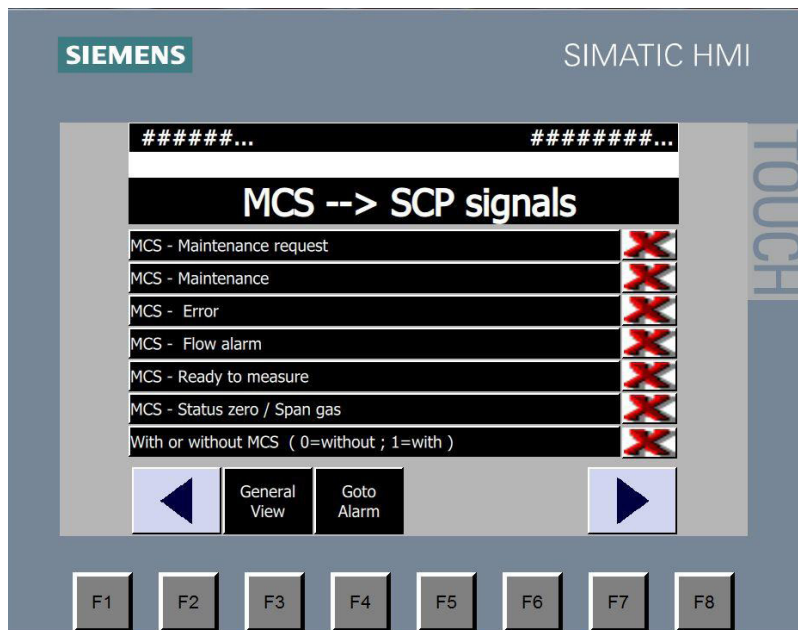 SIEMENS
SIMATIC HMI
TOUCH
######...
########...
MCS --> SCP signals
MCS - Maintenance request
MCS - Maintenance
MCS -  Error
MCS -  Flow alarm
MCS - Ready to measure
MCS - Status zero / Span gas
With or without MCS  ( 0=without ; 1=with )
General
View
Goto
Alarm
F1
F2
F3
F4
F5
F6
F7
F8